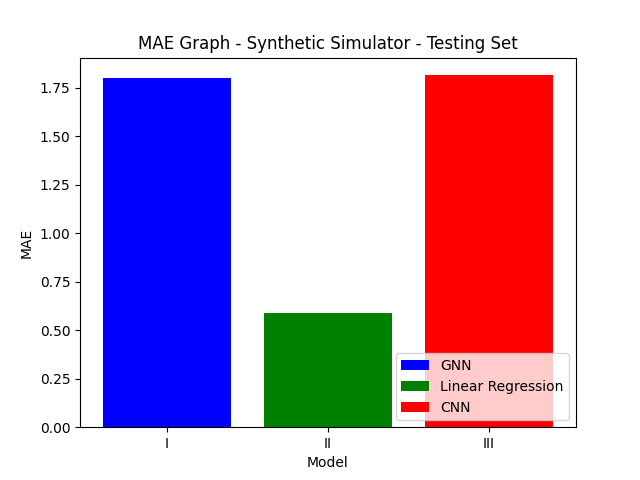 MAE Graph - Synthetic Simulator - Testing Set
1.75
1.50
1.25
1.00
0.75
0.50
0.25
0.00
MAE
GNN
Linear Regression
CNN
I II III
Model